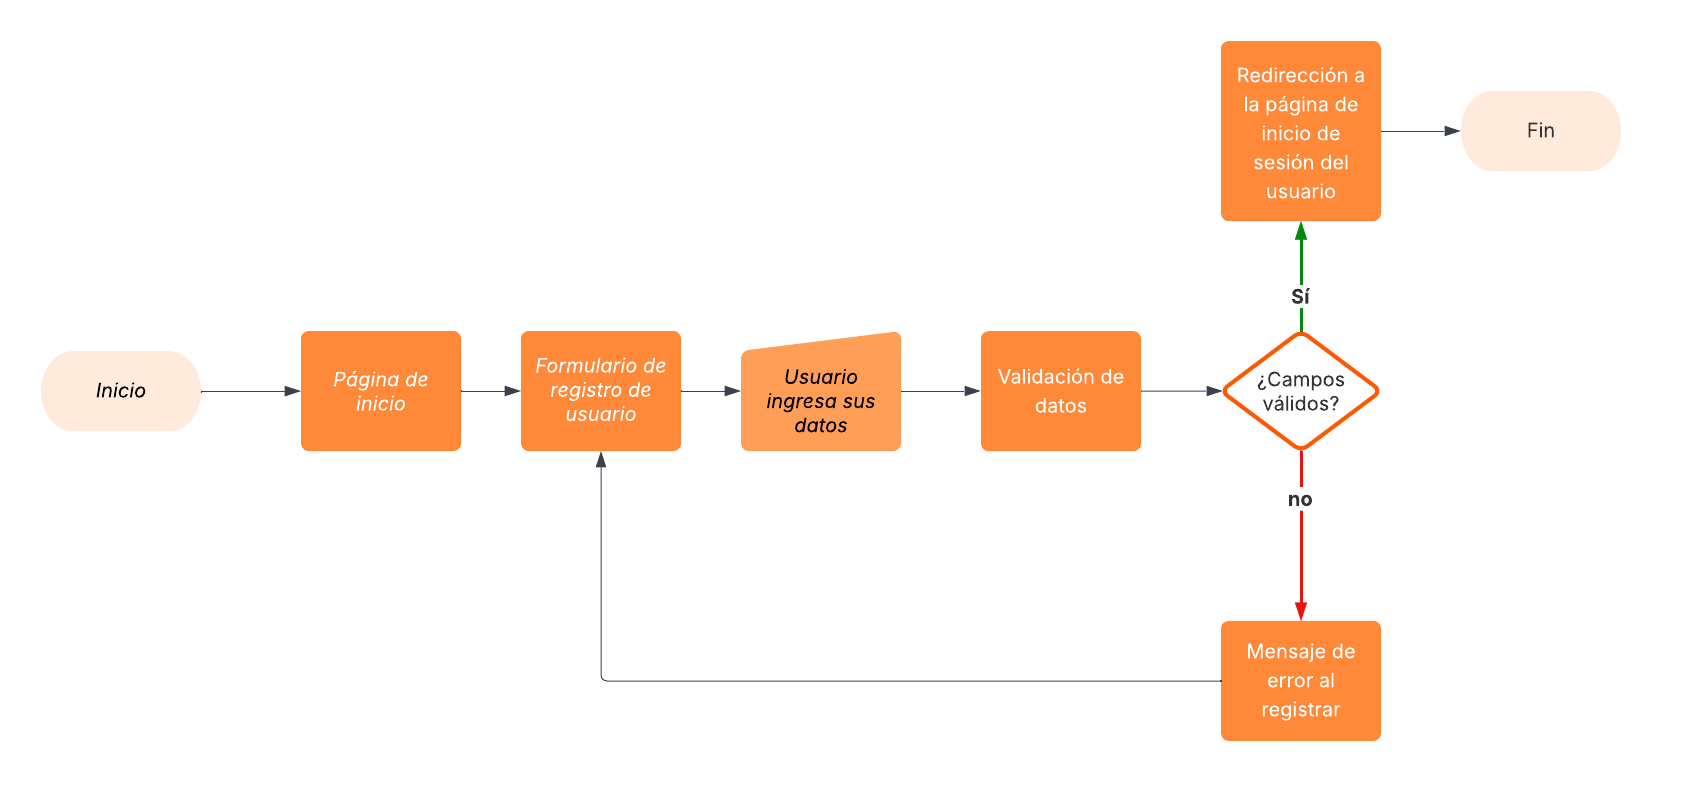 Inicio
Página de
inicio
Formulario de
registro de
usuario
Usuario
ingresa sus
datos
Validación de
datos
¿Campos
válidos?
Sí
Redirección a
la página de
inicio de
sesión del
usuario
Fin
no
Mensaje de
error al
registrar